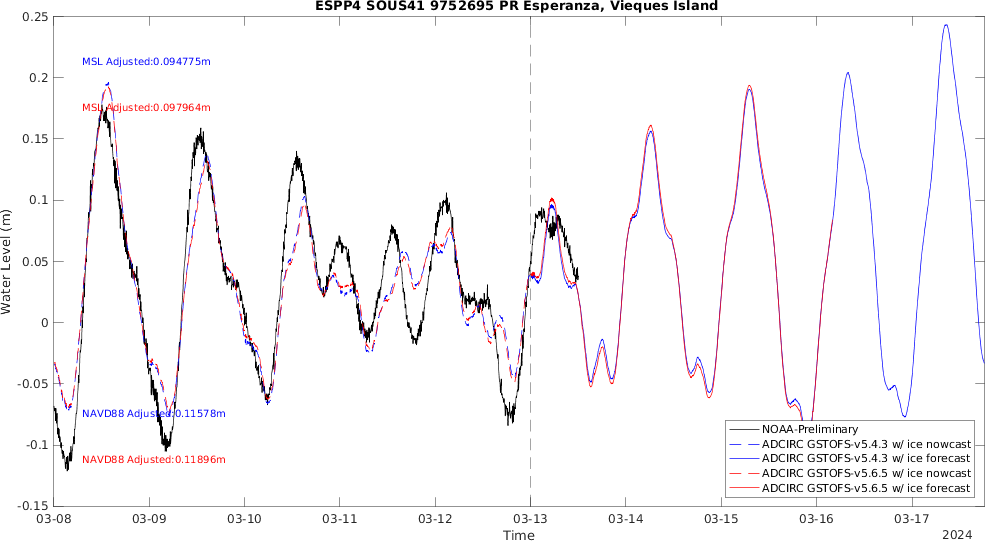 ESPP4 SOUS41 9752695 PR Esperanza, Vieques Island
0.25
0.2
0.15
0.1
0.05
0
-0.05
-0.1
-0.15
Water Level (m)
MSL Adjusted:0.094775m
MSL Adjusted:0.097964m
NAVD88 Adjusted:0.11578m
NAVD88 Adjusted:0.11896m
NOAA-Preliminary
ADCIRC GSTOFS-v5.4.3 w/ ice nowcast
ADCIRC GSTOFS-v5.4.3 w/ ice forecast
ADCIRC GSTOFS-v5.6.5 w/ ice nowcast
ADCIRC GSTOFS-v5.6.5 w/ ice forecast
03-08 03-09 03-10 03-11 03-12 03-13 03-14 03-15 03-16 03-17
Time
2024